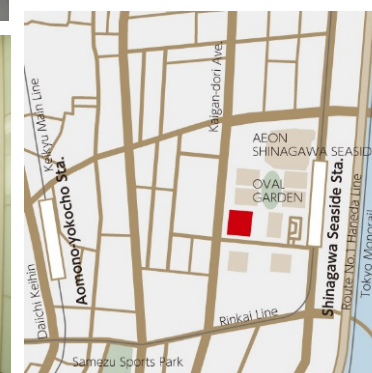 Keikyu Main Line
Aomono-yokocho Sta.
Daiichi Keihin
Kaigan-dori Ave.
AEON
SHINAGAWA SEASID
OVAL
GARDEN
Shinagawa Seaside Sta.
Route No.1 Haneda Line
Tokyo Monorail
Rinkai Line
Samezu Sports Park